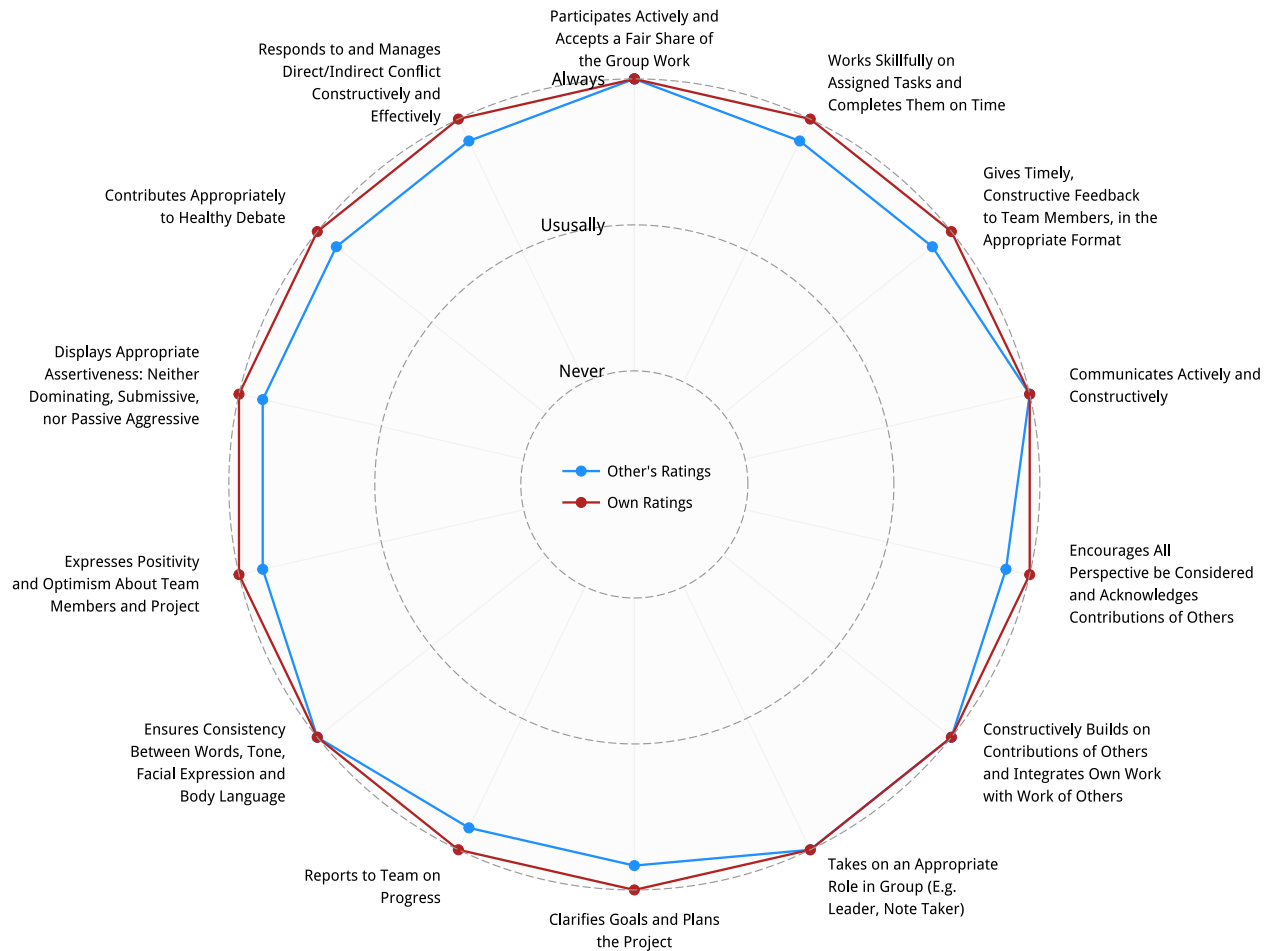 Participates Actively and
Accepts a Fair Share of
the Group Work
Always
Responds to and Manages
Direct/Indirect Conflict
Constructively and
Effectively
Works Skillfully on
Assigned Tasks and
Completes Them on Time
Contributes Appropriately
to Healthy Debate
Gives Timely,
Constructive Feedback
to Team Members, in the
Appropriate Format
Ususally
Displays Appropriate
Assertiveness: Neither
Dominating, Submissive,
nor Passive Aggressive
Never
Communicates Actively and
Constructively
Other's Ratings
Own Ratings
Expresses Positivity
and Optimism About Team
Members and Project
Encourages All
Perspective be Considered
and Acknowledges
Contributions of Others
Ensures Consistency
Between Words, Tone,
Facial Expression and
Body Language
Constructively Builds on
Contributions of Others
and Integrates Own Work
with Work of Others
Reports to Team on
Progress
Clarifies Goals and Plans
the Project
Takes on an Appropriate
Role in Group (E.g.
Leader, Note Taker)